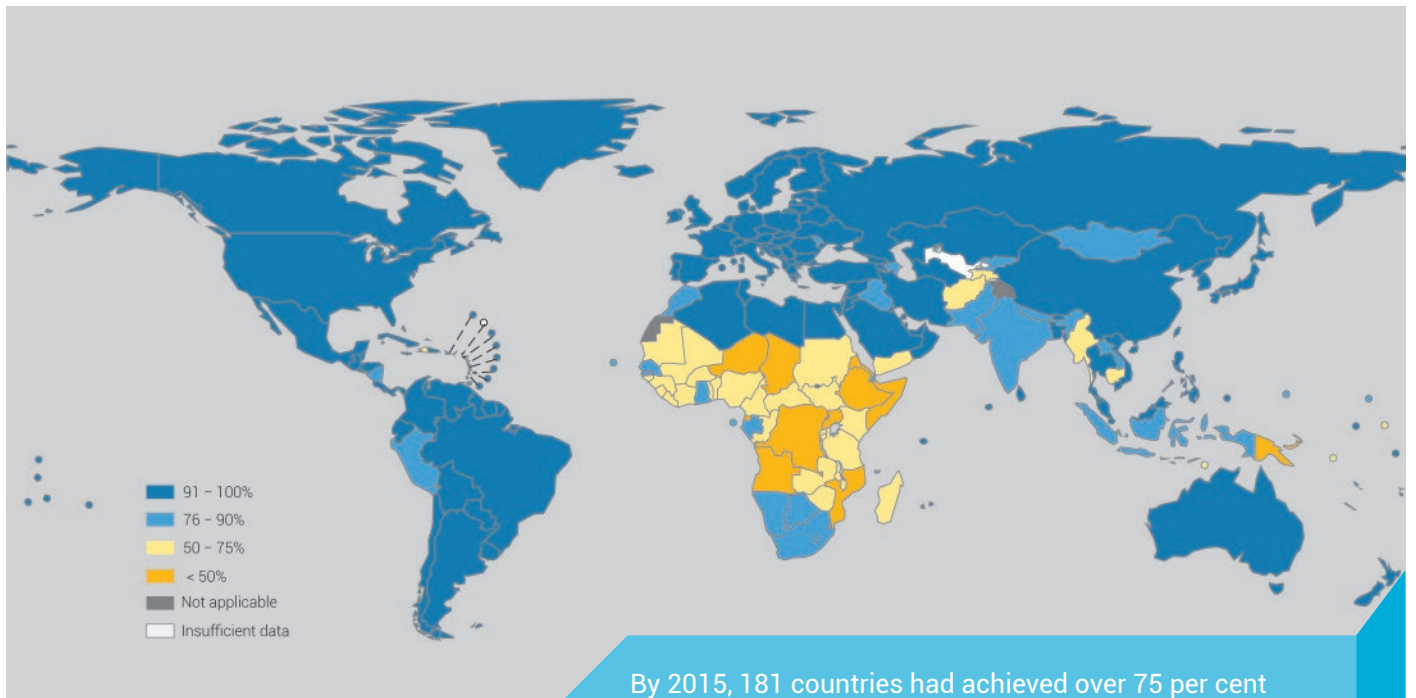 91 – 100%
76 – 90%
50 – 75%
< 50%
Not applicable
Insufficient data
By 2015, 181 countries had achieved over 75 per cent